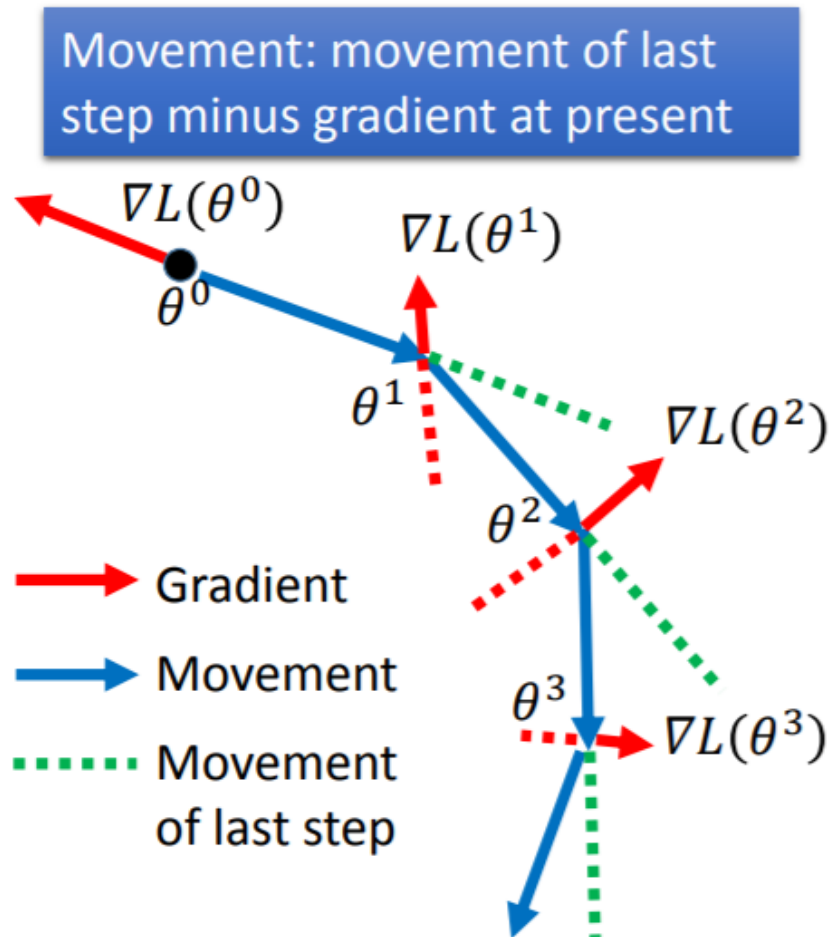 Movement: movement of last
step minus gradient at present
∇L(θ⁰)
∇L(θ¹)
θ⁰
θ¹
∇L(θ²)
θ²
Gradient
Movement
θ³
∇L(θ³)
Movement
of last step